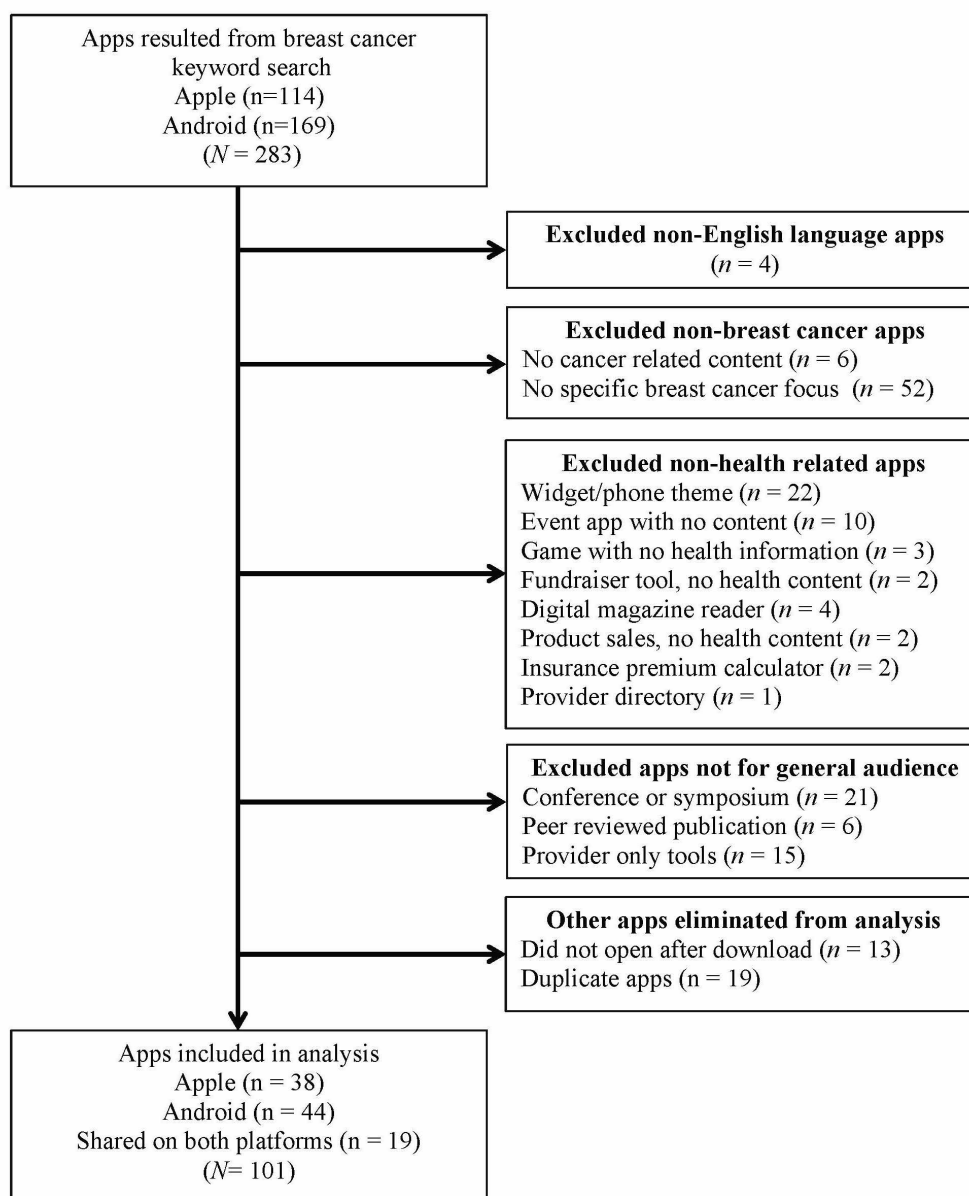 Apps resulted from breast cancer
keyword search
Apple (n=114)
Android (n=169)
(N = 283)
Excluded non-English language apps
(n = 4)
Excluded non-breast cancer apps
No cancer related content (n = 6)
No specific breast cancer focus (n = 52)
Excluded non-health related apps
Widget/phone theme (n = 22)
Event app with no content (n = 10)
Game with no health information (n = 3)
Fundraiser tool, no health content (n = 2)
Digital magazine reader (n = 4)
Product sales, no health content (n = 2)
Insurance premium calculator (n = 2)
Provider directory (n = 1)
Excluded apps not for general audience
Conference or symposium (n = 21)
Peer reviewed publication (n = 6)
Provider only tools (n = 15)
Other apps eliminated from analysis
Did not open after download (n = 13)
Duplicate apps (n = 19)
Apps included in analysis
Apple (n = 38)
Android (n = 44)
Shared on both platforms (n = 19)
(N= 101)